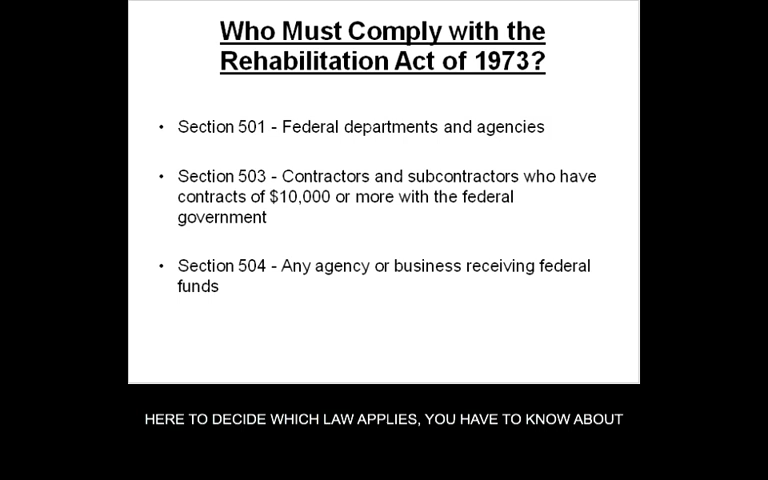 Who Must Comply with the
Rehabilitation Act of 1973?
• Section 501 - Federal departments and agencies
• Section 503 - Contractors and subcontractors who have
contracts of $10,000 or more with the federal
government
• Section 504 - Any agency or business receiving federal
funds
HERE TO DECIDE WHICH LAW APPLIES, YOU HAVE TO KNOW ABOUT